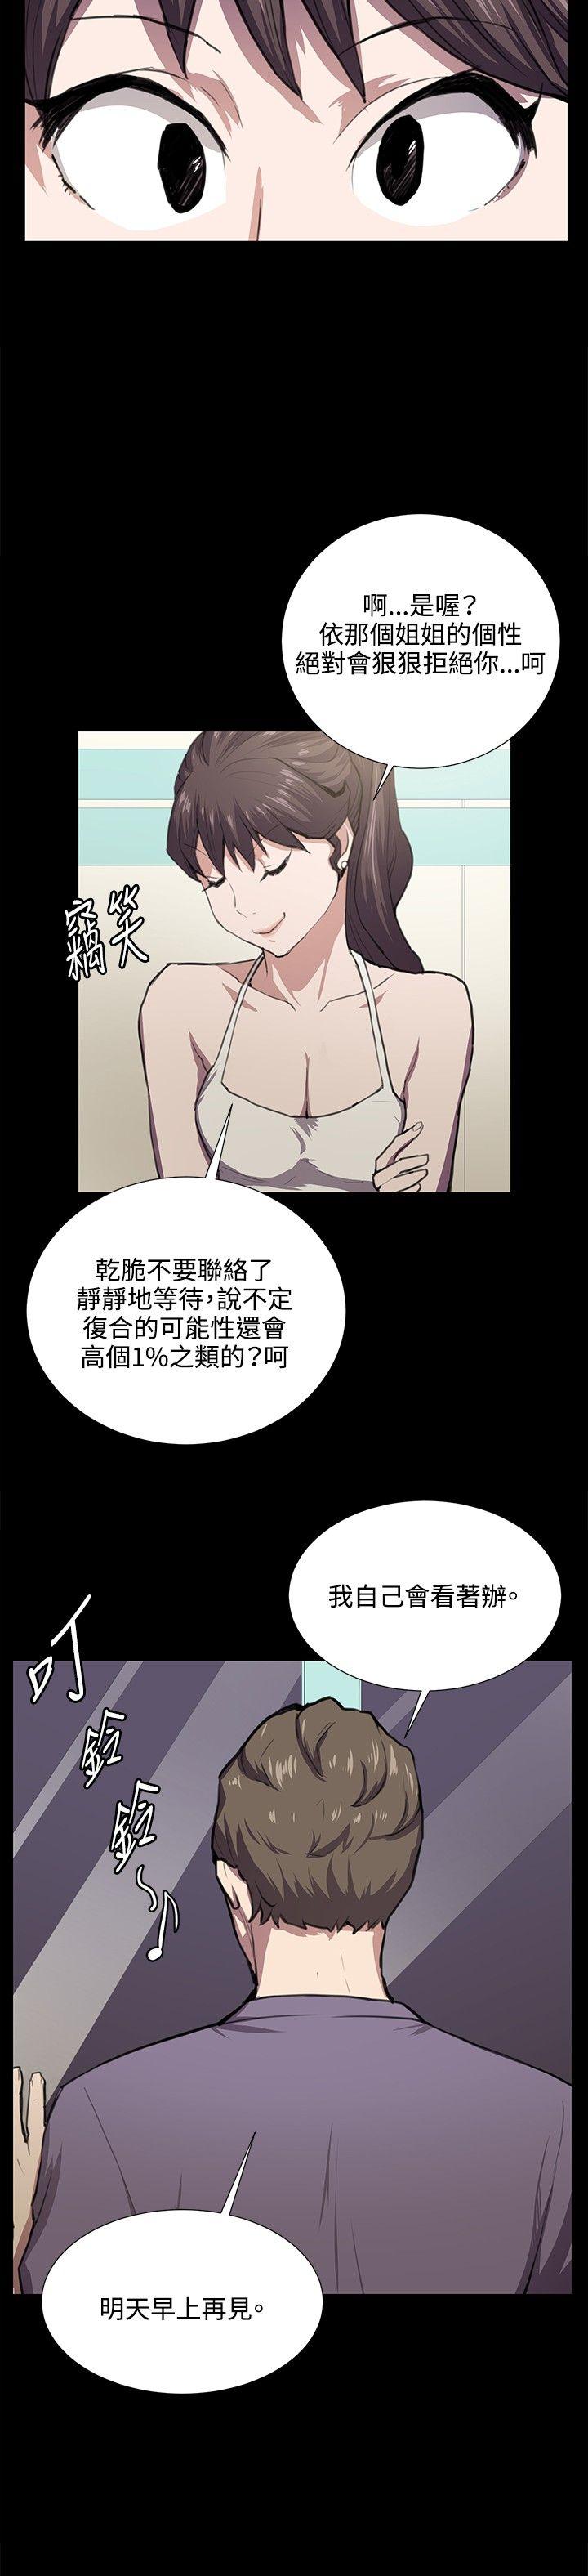 啊...是喔?
依那個姐姐的個性
絕對會狠狠拒絕你...呵
竊笑
乾脆不要聯絡了
靜靜地等待,說不定
復合的可能性還會
高個1%之類的?呵
我自己會看著辦。
叮鈴鈴~♪
明天早上再見。